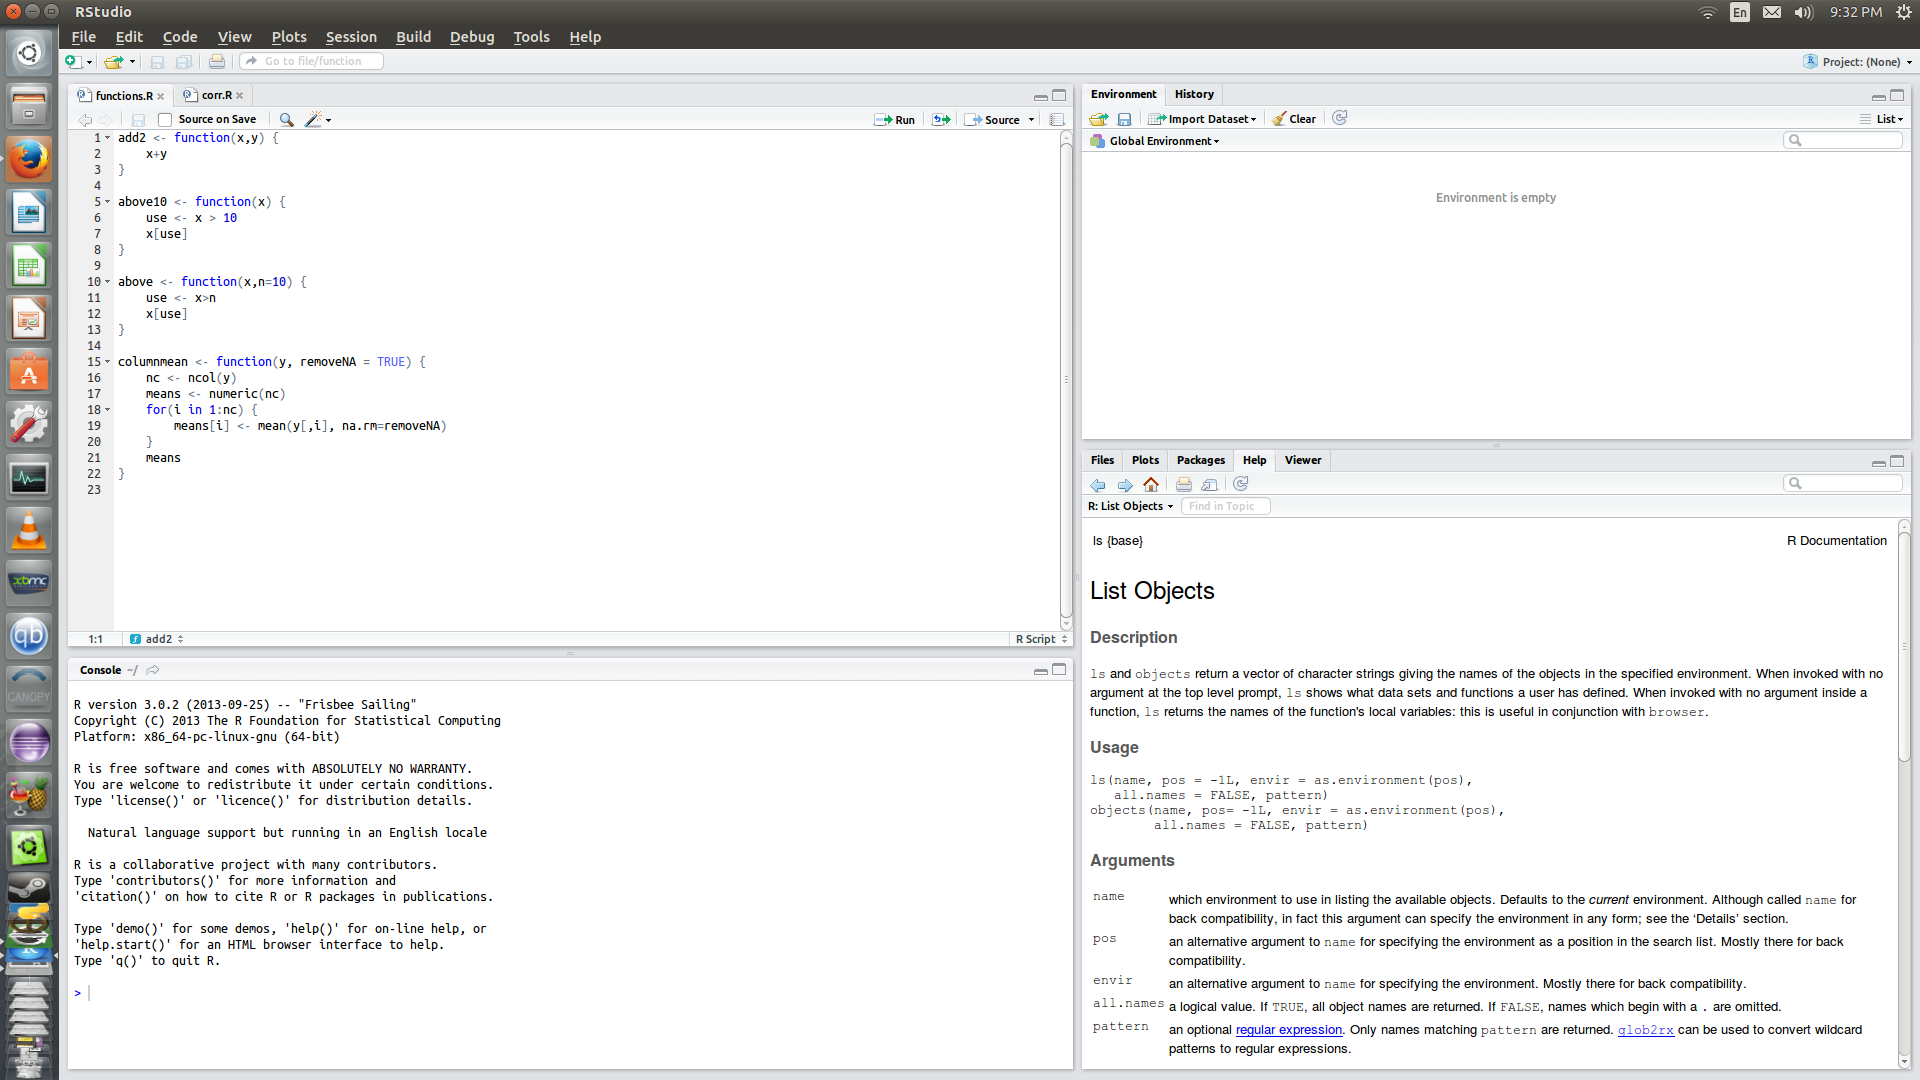 RStudio
En
9:32 PM
File Edit Code View Plots Session Build Debug Tools Help
Go to file/function
Project: (None)
functions.R
corr.R
Source on Save
Run
Source
1 add2 <- function(x,y) {
2     x+y
3 }
4
5 above10 <- function(x) {
6     use <- x > 10
7     x[use]
8 }
9
10 above <- function(x,n=10) {
11     use <- x>n
12     x[use]
13 }
14
15 columnmean <- function(y, removeNA = TRUE) {
16     nc <- ncol(y)
17     means <- numeric(nc)
18     for(i in 1:nc) {
19         means[i] <- mean(y[,i], na.rm=removeNA)
20     }
21     means
22 }
23
1:1 add2
R Script
Console ~/
R version 3.0.2 (2013-09-25) -- "Frisbee Sailing"
Copyright (C) 2013 The R Foundation for Statistical Computing
Platform: x86_64-pc-linux-gnu (64-bit)
R is free software and comes with ABSOLUTELY NO WARRANTY.
You are welcome to redistribute it under certain conditions.
Type 'license()' or 'licence()' for distribution details.
Natural language support but running in an English locale
R is a collaborative project with many contributors.
Type 'contributors()' for more information and
'citation()' on how to cite R or R packages in publications.
Type 'demo()' for some demos, 'help()' for on-line help, or
'help.start()' for an HTML browser interface to help.
Type 'q()' to quit R.
>
Environment History
Import Dataset Clear
List
Global Environment
Environment is empty
Files Plots Packages Help Viewer
R: List Objects
Find in Topic
ls {base}
R Documentation
List Objects
Description
ls and objects return a vector of character strings giving the names of the objects in the specified environment. When invoked with no
argument at the top level prompt, ls shows what data sets and functions a user has defined. When invoked with no argument inside a
function, ls returns the names of the function's local variables: this is useful in conjunction with browser.
Usage
ls(name, pos = -1L, envir = as.environment(pos),
   all.names = FALSE, pattern)
objects(name, pos= -1L, envir = as.environment(pos),
        all.names = FALSE, pattern)
Arguments
name which environment to use in listing the available objects. Defaults to the current environment. Although called name for
back compatibility, in fact this argument can specify the environment in any form; see the ‘Details’ section.
pos an alternative argument to name for specifying the environment as a position in the search list. Mostly there for back
compatibility.
envir an alternative argument to name for specifying the environment. Mostly there for back compatibility.
all.names a logical value. If TRUE, all object names are returned. If FALSE, names which begin with a . are omitted.
pattern an optional regular expression. Only names matching pattern are returned. glob2rx can be used to convert wildcard
patterns to regular expressions.
xbmc
qb
CANOPY